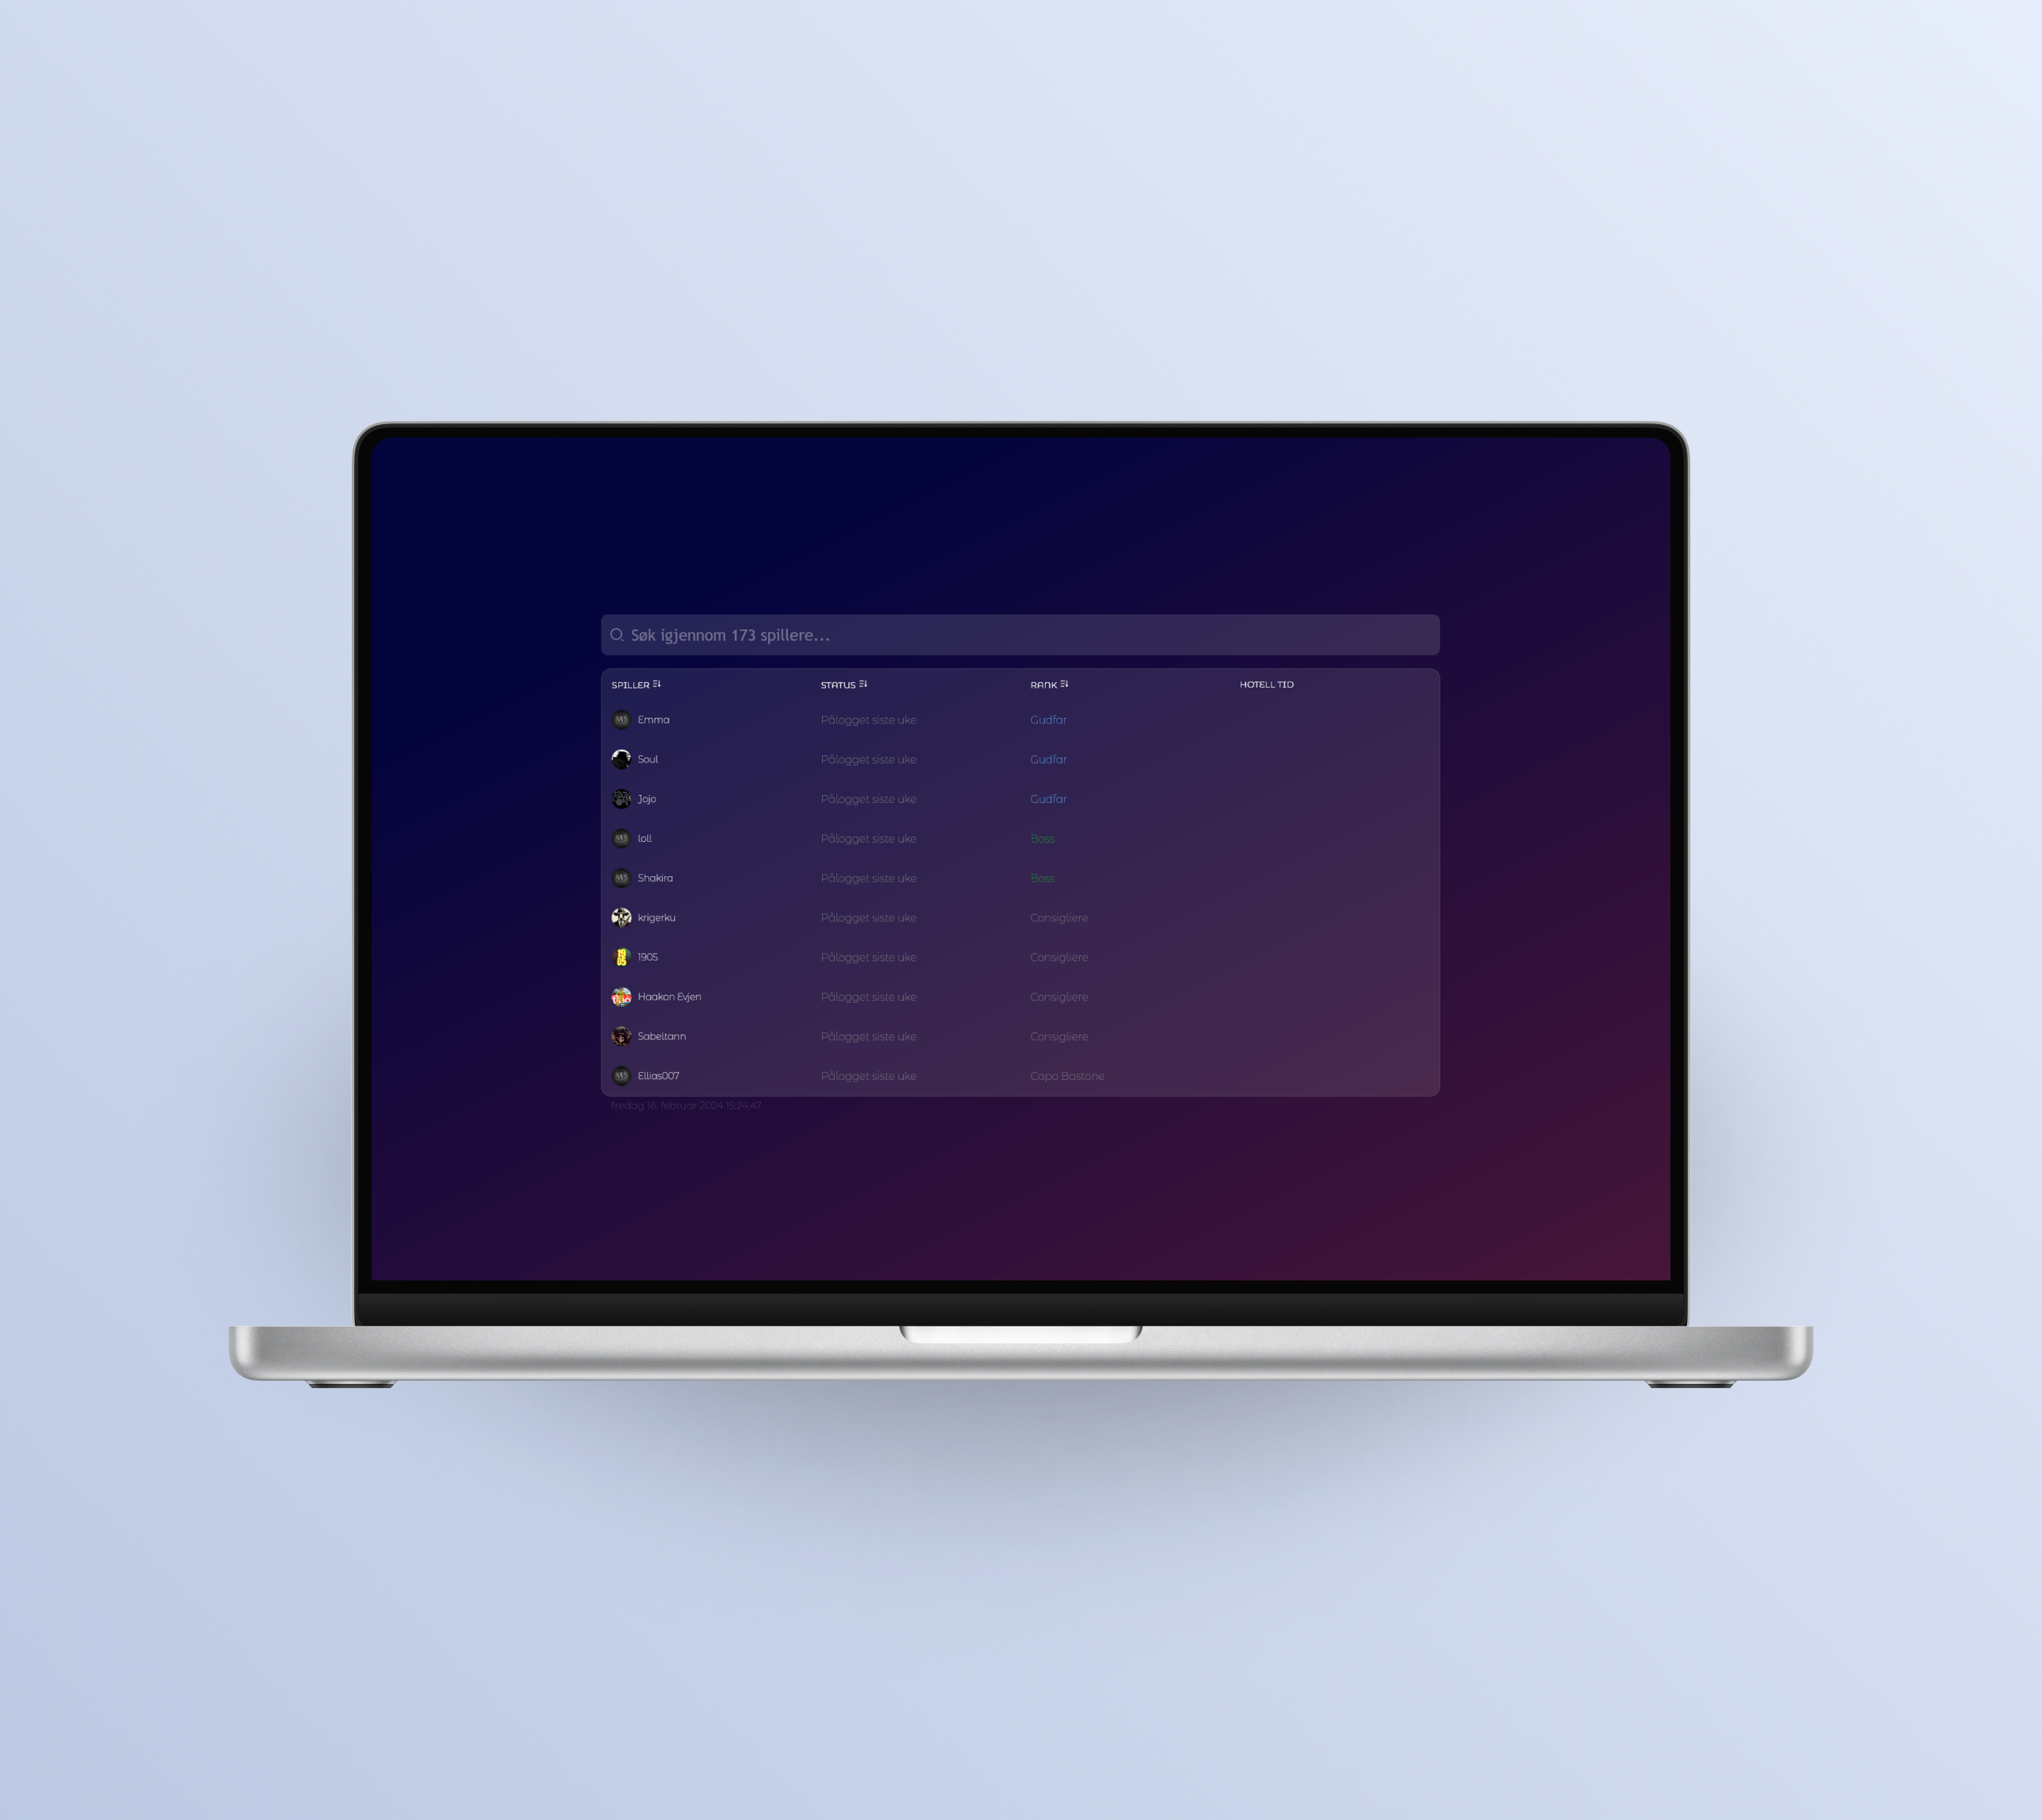 Søk igjennom 173 spillere...
SPILLER STATUS RANK HOTELL TID
Emma Pålogget siste uke Gudfar
Soul Pålogget siste uke Gudfar
Jojo Pålogget siste uke Gudfar
loll Pålogget siste uke Boss
Shakira Pålogget siste uke Boss
krigerku Pålogget siste uke Consigliere
1905 Pålogget siste uke Consigliere
Haakon Evjen Pålogget siste uke Consigliere
Sabeltann Pålogget siste uke Consigliere
Ellias007 Pålogget siste uke Capo Bastone
fredag 16. februar 2024 15:24:47